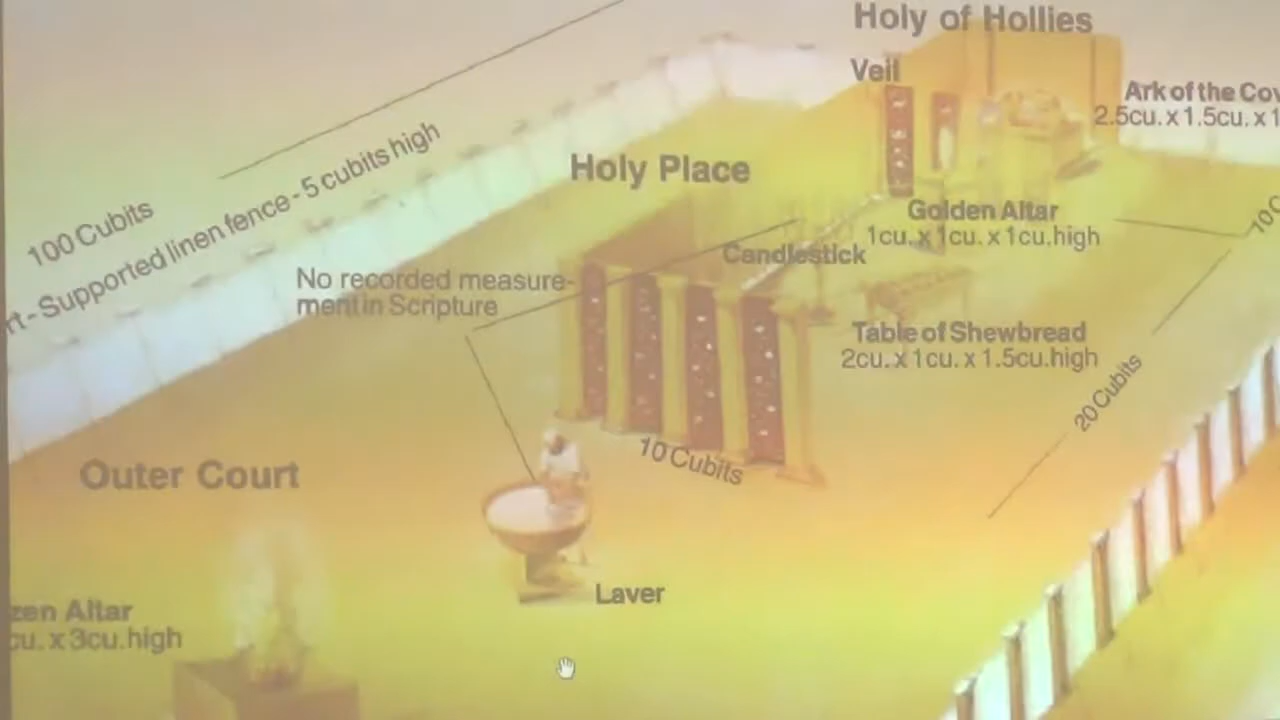 Holy of Hollies
Veil
Ark of the Cov
2.5cu. x 1.5cu. x 1
Holy Place
100 Cubits
rt - Supported linen fence - 5 cubits high
Golden Altar
1cu. x 1cu. x 1cu.high
10 C
Candlestick
No recorded measure-
ment in Scripture
Table of Shewbread
2cu. x 1cu. x 1.5cu.high
20 Cubits
10 Cubits
Outer Court
Laver
zen Altar
cu. x 3cu.high